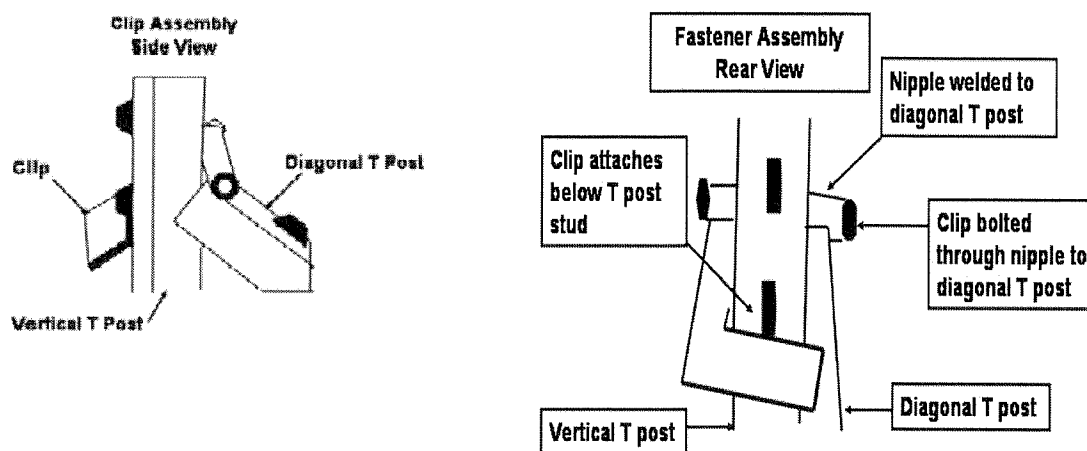 Clip Assembly
Side View
Clip
Diagonal T Post
Vertical T Post
Fastener Assembly
Rear View
Nipple welded to
diagonal T post
Clip attaches
below T post
stud
Clip bolted
through nipple to
diagonal T post
Diagonal T post
Vertical T post